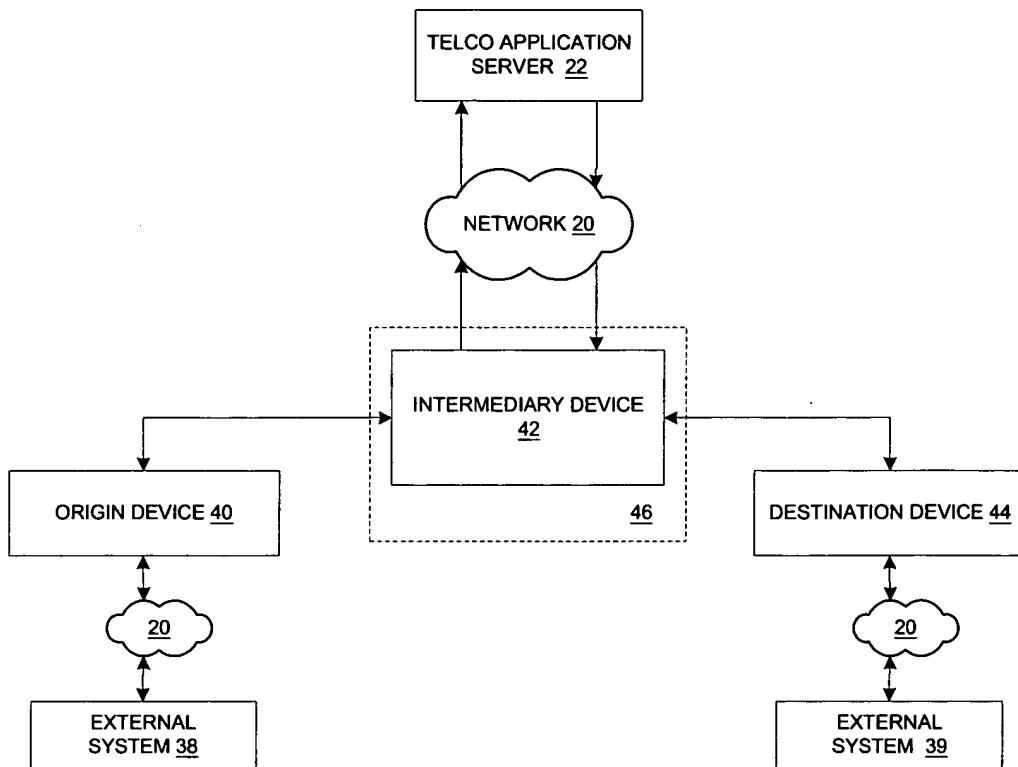 TELCO APPLICATION
SERVER 22
NETWORK 20
INTERMEDIARY DEVICE
42
46
ORIGIN DEVICE 40
DESTINATION DEVICE 44
20
20
EXTERNAL
SYSTEM 38
EXTERNAL
SYSTEM 39